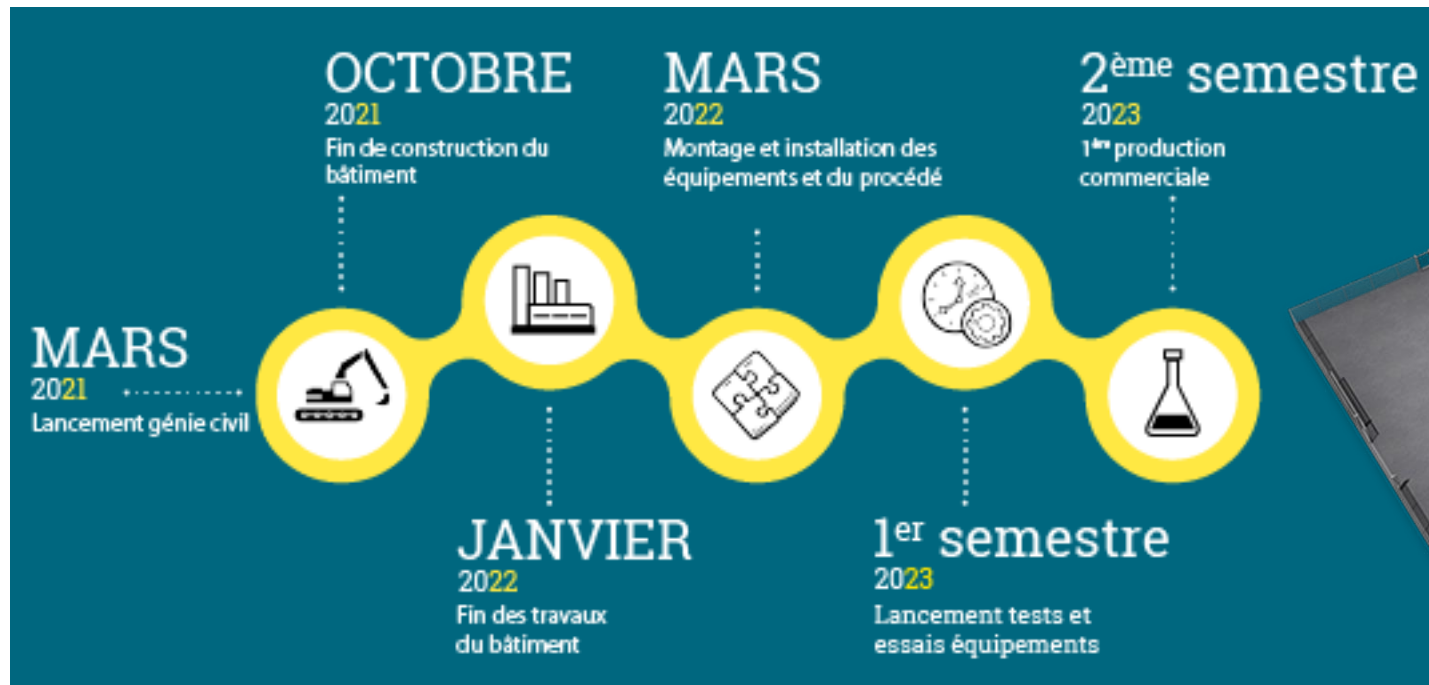 MARS
2021
Lancement génie civil
OCTOBRE
2021
Fin de construction du
bâtiment
JANVIER
2022
Fin des travaux
du bâtiment
MARS
2022
Montage et installation des
équipements et du procédé
1er semestre
2023
Lancement tests et
essais équipements
2ème semestre
2023
1ère production
commerciale